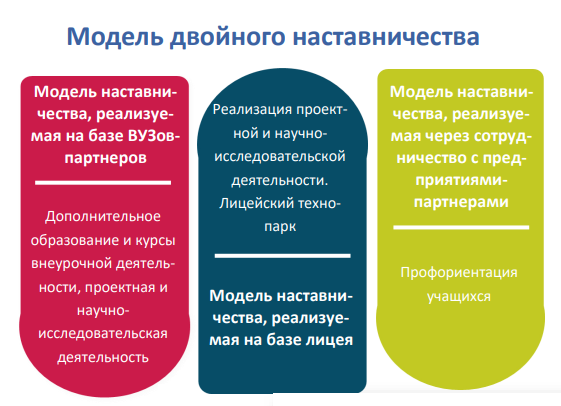 Модель двойного наставничества
Модель наставни-
чества, реализуе-
мая на базе ВУЗов-
партнеров
Дополнительное
образование и курсы
внеурочной деятель-
ности, проектная и
научно-
исследовательская
деятельность
Реализация проект-
ной и научно-
исследовательской
деятельности.
Лицейский техно-
парк
Модель наставни-
чества, реализуе-
мая на базе лицея
Модель наставни-
чества, реализуе-
мая через сотруд-
ничество с пред-
приятиями-
партнерами
Профориентация
учащихся